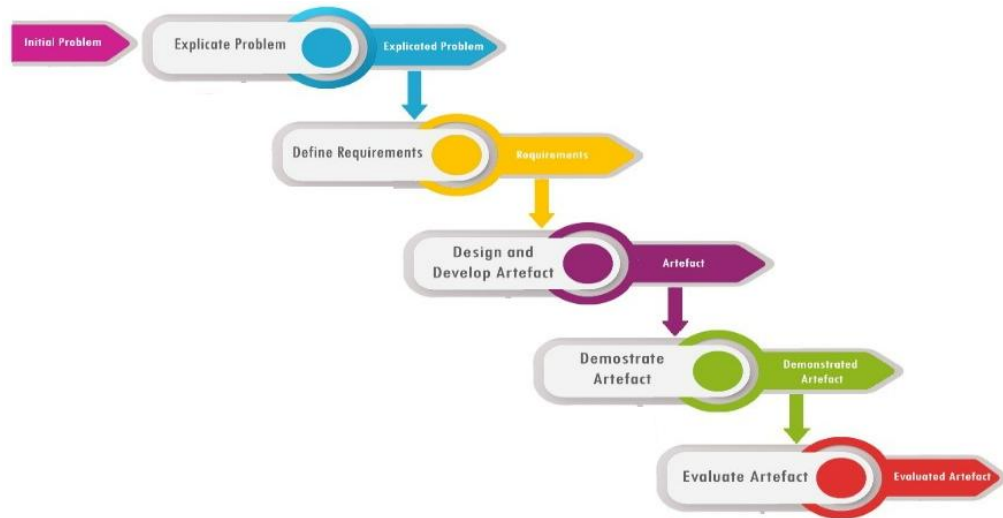 Initial Problem
Explicate Problem
Explicated Problem
Define Requirements
Requirements
Design and
Develop Artefact
Artefact
Demostrate
Artefact
Demonstrated
Artefact
Evaluate Artefact
Evaluated Artefact